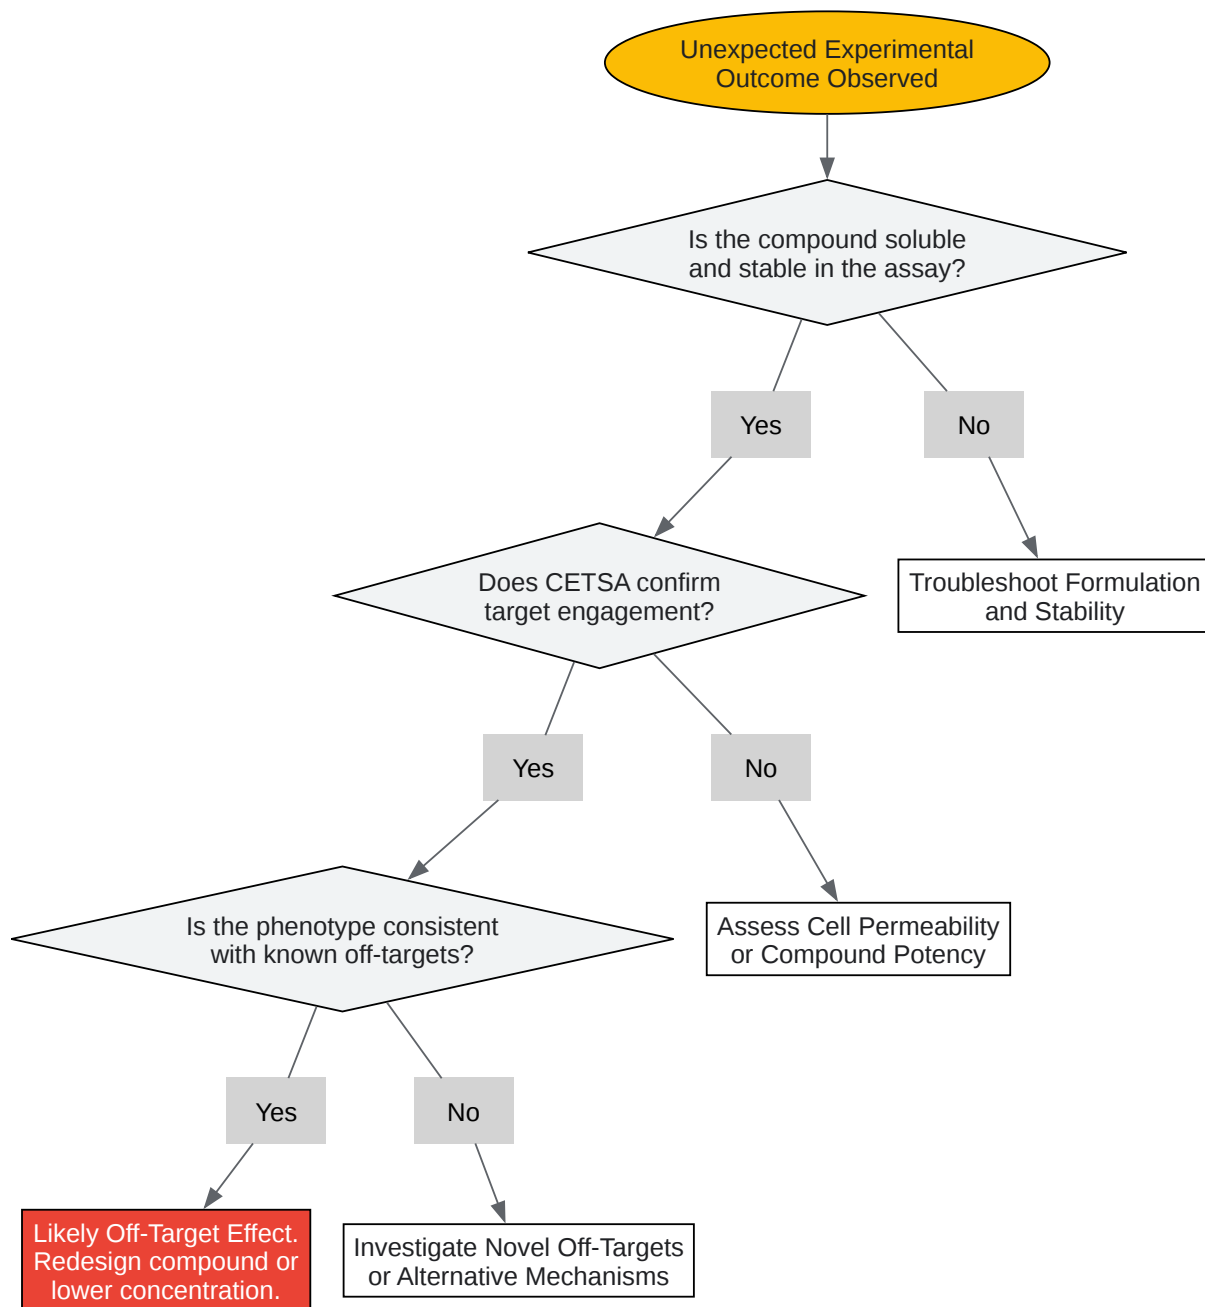 Unexpected Experimental
Outcome Observed
Is the compound soluble
and stable in the assay?
Yes
No
Does CETSA confirm
target engagement?
Troubleshoot Formulation
and Stability
Yes
No
Is the phenotype consistent
with known off-targets?
Assess Cell Permeability
or Compound Potency
Yes
No
Likely Off-Target Effect.
Redesign compound or
lower concentration.
Investigate Novel Off-Targets
or Alternative Mechanisms